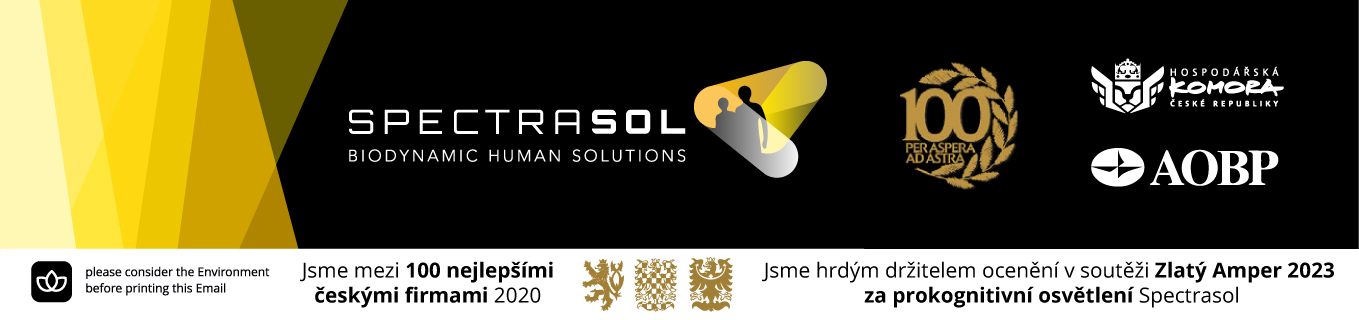 SPECTRASOL
BIODYNAMIC HUMAN SOLUTIONS
100
PER ASPERA
AD ASTRA
HOSPODÁŘSKÁ
KOMORA
ČESKÉ REPUBLIKY
AOBP
please consider the Environment
before printing this Email
Jsme mezi 100 nejlepšími
českými firmami 2020
Jsme hrdým držitelem ocenění v soutěži Zlatý Amper 2023
za prokognitivní osvětlení Spectrasol